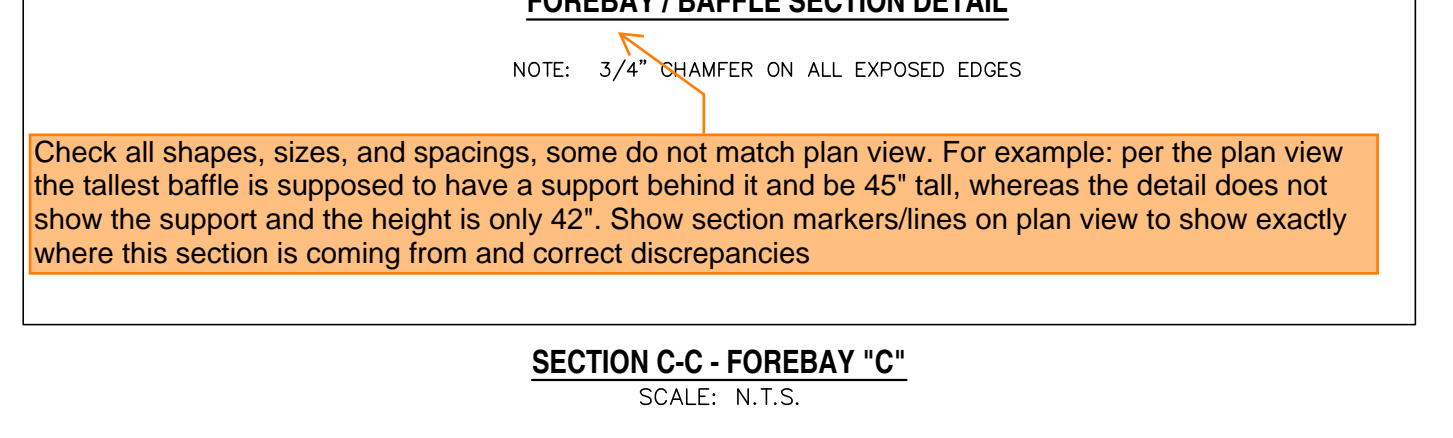 FOREBAY / BAFFLE SECTION DETAIL
NOTE: 3/4" CHAMFER ON ALL EXPOSED EDGES
Check all shapes, sizes, and spacings, some do not match plan view. For example: per the plan view
the tallest baffle is supposed to have a support behind it and be 45" tall, whereas the detail does not
show the support and the height is only 42". Show section markers/lines on plan view to show exactly
where this section is coming from and correct discrepancies
SECTION C-C - FOREBAY "C"
SCALE: N.T.S.